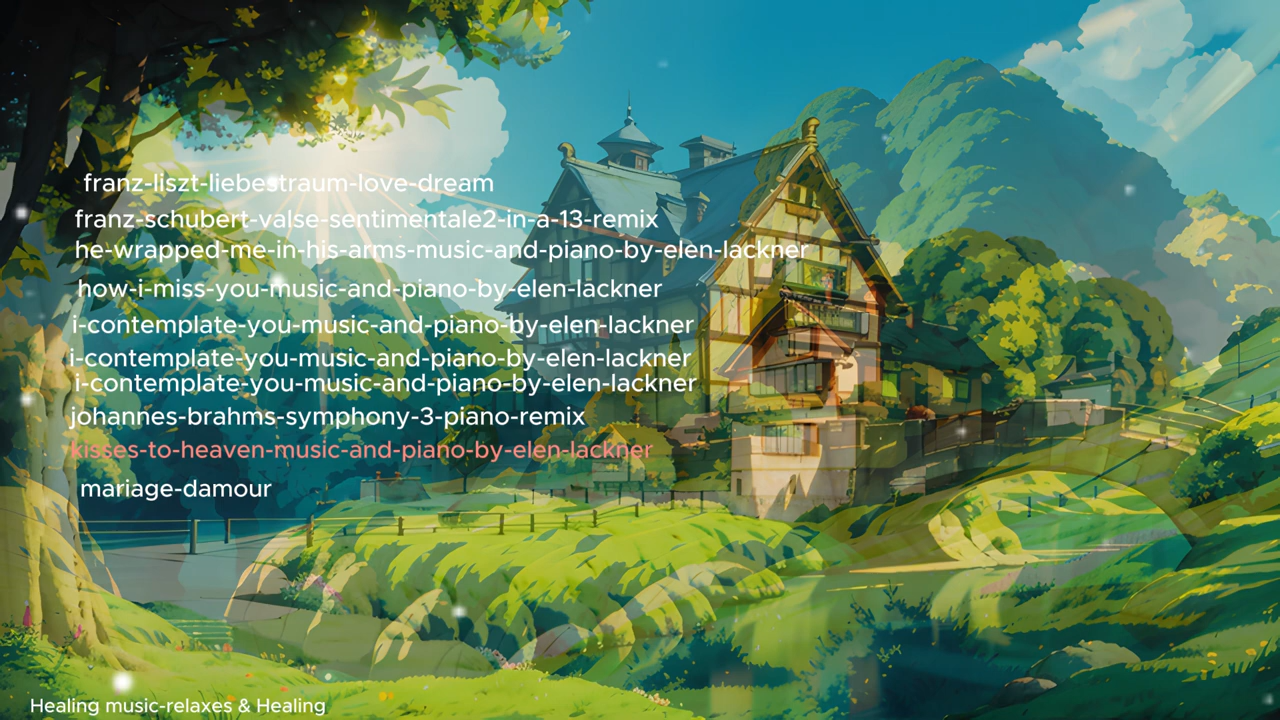 franz-liszt-liebestraum-love-dream
franz-schubert-valse-sentimentale2-in-a-13-remix
he-wrapped-me-in-his-arms-music-and-piano-by-elen-lackner
how-i-miss-you-music-and-piano-by-elen-lackner
i-contemplate-you-music-and-piano-by-elen-lackner
i-contemplate-you-music-and-piano-by-elen-lackner
i-contemplate-you-music-and-piano-by-elen-lackner
johannes-brahms-symphony-3-piano-remix
kisses-to-heaven-music-and-piano-by-elen-lackner
mariage-damour
Healing music-relaxes & Healing